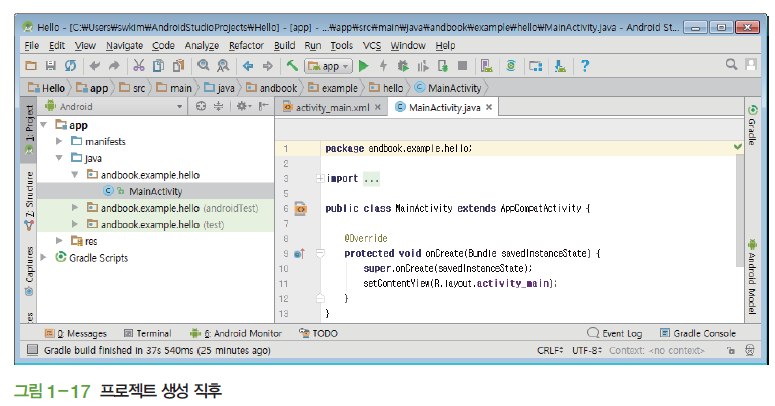 Hello - [C:₩Users₩swkim₩AndroidStudioProjects₩Hello] - [app] - ...₩app₩src₩main₩java₩andbook₩example₩hello₩MainActivity.java - Android St...
File Edit View Navigate Code Analyze Refactor Build Run Tools VCS Window Help
app
Hello app src main java andbook example hello MainActivity
1: Project
Android
activity_main.xml
MainActivity.java
Gradle
app
manifests
java
andbook.example.hello
MainActivity
andbook.example.hello (androidTest)
andbook.example.hello (test)
res
Gradle Scripts
Z: Structure
Captures
1 package andbook.example.hello;
2
3 import ...
5
6 public class MainActivity extends AppCompatActivity {
7
8 @Override
9 protected void onCreate(Bundle savedInstanceState) {
10 super.onCreate(savedInstanceState);
11 setContentView(R.layout.activity_main);
12 }
13 }
Android Model
0: Messages Terminal 6: Android Monitor TODO Event Log Gradle Console
Gradle build finished in 37s 540ms (25 minutes ago) CRLF UTF-8 Context: <no context>
그림 1-17 프로젝트 생성 직후